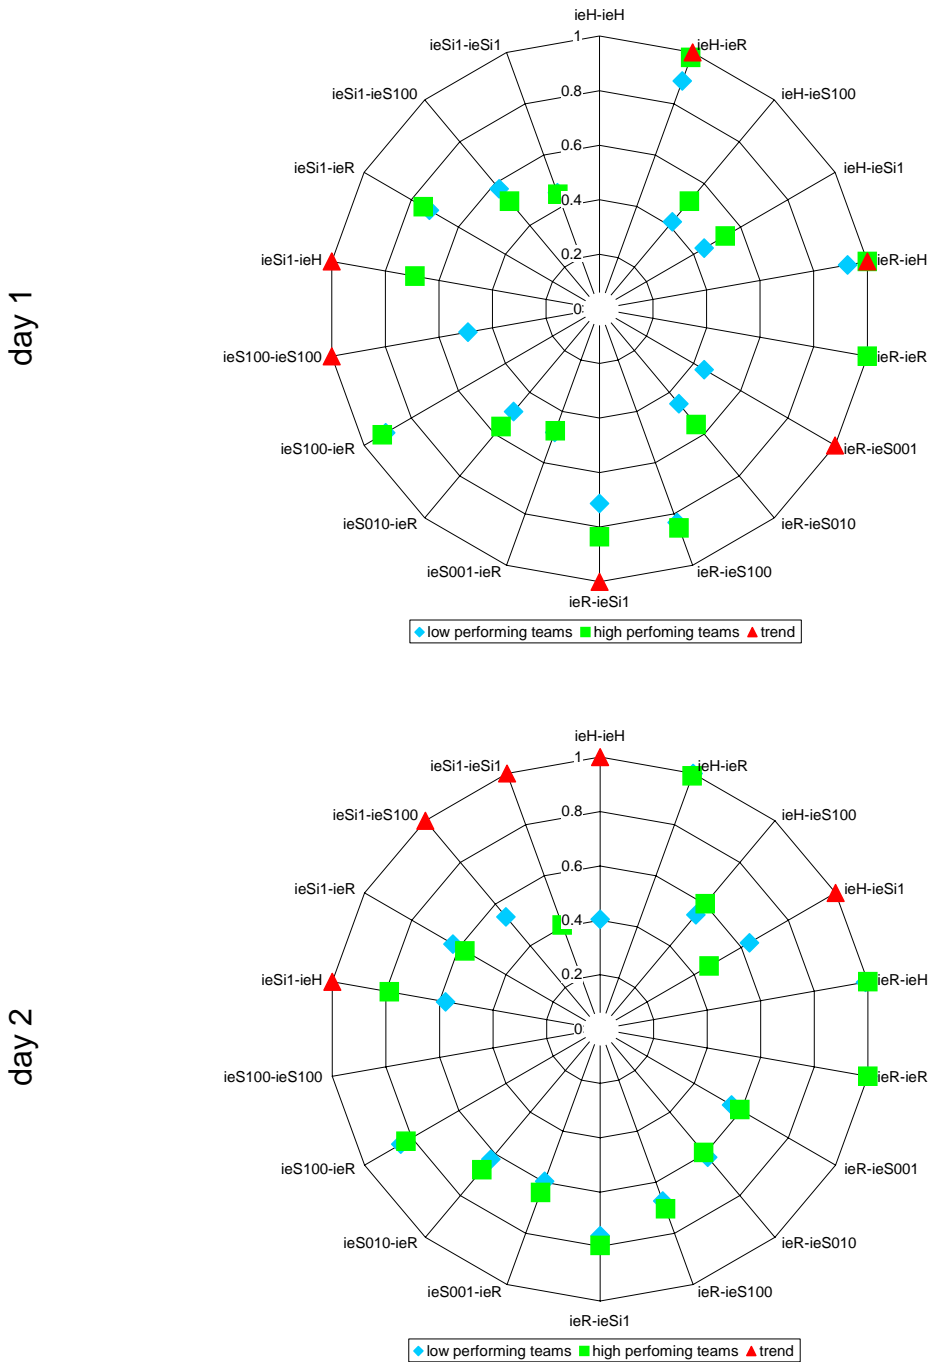 day 1
ieH-ieH
ieSi1-ieSi1
1
ieH-ieR
ieSi1-ieS100
0.8
ieH-ieS100
ieSi1-ieR
0.6
ieH-ieSi1
0.4
ieSi1-ieH
0.2
ieR-ieH
0
ieS100-ieS100
ieR-ieR
ieS100-ieR
ieR-ieS001
ieS010-ieR
ieR-ieS010
ieS001-ieR
ieR-ieS100
ieR-ieSi1
low performing teams high perfoming teams trend
day 2
ieH-ieH
ieSi1-ieSi1
1
ieH-ieR
ieSi1-ieS100
0.8
ieH-ieS100
ieSi1-ieR
0.6
ieH-ieSi1
0.4
ieSi1-ieH
0.2
ieR-ieH
0
ieS100-ieS100
ieR-ieR
ieS100-ieR
ieR-ieS001
ieS010-ieR
ieR-ieS010
ieS001-ieR
ieR-ieS100
ieR-ieSi1
low performing teams high perfoming teams trend